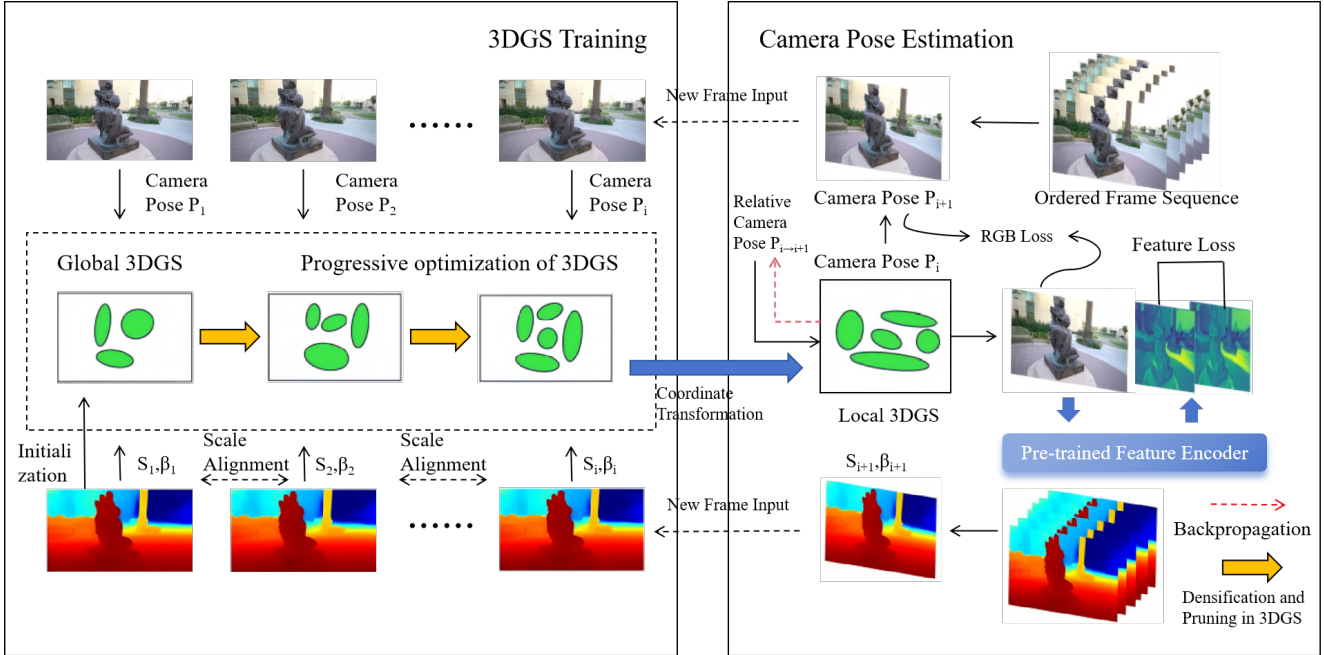 3DGS Training
Camera
Pose P₁
Camera
Pose P₂
Camera
Pose Pᵢ
Global 3DGS
Progressive optimization of 3DGS
Initiali
zation
S₁,β₁
Scale
Alignment
S₂,β₂
Scale
Alignment
Sᵢ,βᵢ
......
......
New Frame Input
Coordinate
Transformation
New Frame Input
Camera Pose Estimation
Ordered Frame Sequence
Camera Pose Pᵢ₊₁
Relative
Camera
Pose Pᵢ→ᵢ₊₁
RGB Loss
Feature Loss
Camera Pose Pᵢ
Local 3DGS
Pre-trained Feature Encoder
Sᵢ₊₁,βᵢ₊₁
Backpropagation
Densification and
Pruning in 3DGS